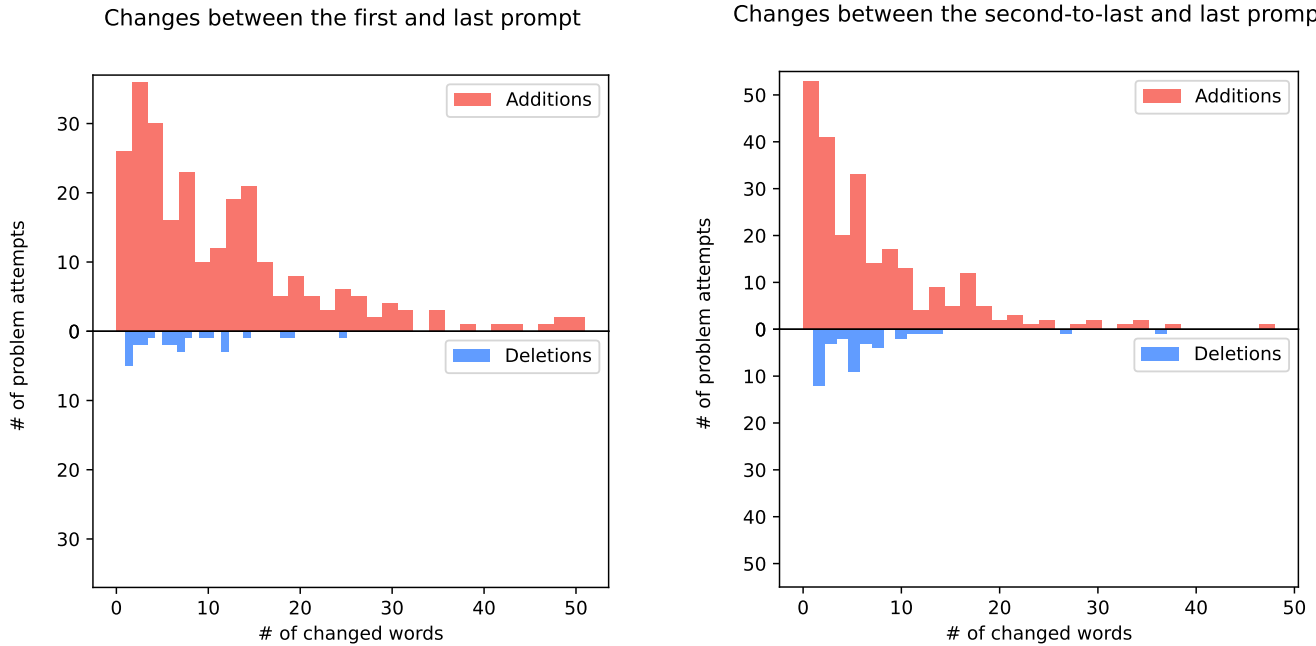 Changes between the first and last prompt
Additions
Deletions
30
20
10
0
10
20
30
# of problem attempts
0 10 20 30 40 50
# of changed words
Changes between the second-to-last and last promp
Additions
Deletions
50
40
30
20
10
0
10
20
30
40
50
# of problem attempts
0 10 20 30 40 50
# of changed words